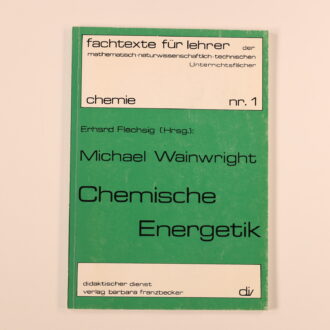 fachtexte für lehrer der
mathematisch-naturwissenschaftlich-technischen
Unterrichtsfächer
chemie nr. 1
Erhard Flechsig (Hrsg.):
Michael Wainwright
Chemische
Energetik
didaktischer dienst
verlag barbara franzbecker div